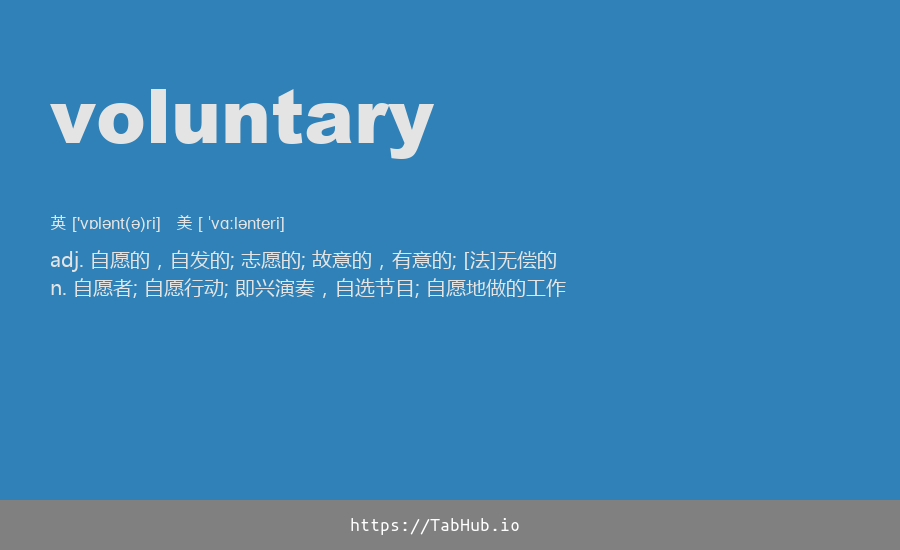 voluntary
英 ['vɒlənt(ə)ri] 美 [ ˈvɑːlənteri]
adj. 自愿的，自发的; 志愿的; 故意的，有意的; [法]无偿的
n. 自愿者; 自愿行动; 即兴演奏，自选节目; 自愿地做的工作
https://TabHub.io